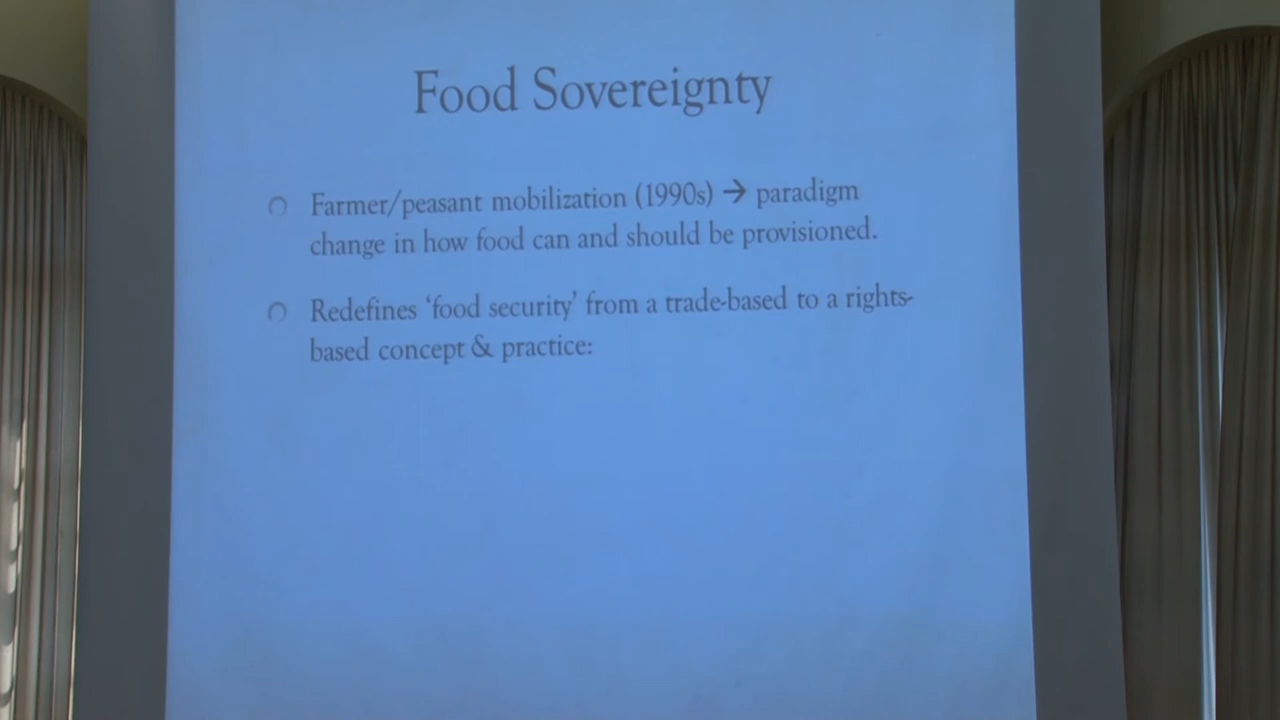 Food Sovereignty
Farmer/peasant mobilization (1990s) → paradigm
change in how food can and should be provisioned.
Redefines ‘food security’ from a trade-based to a rights-
based concept & practice: